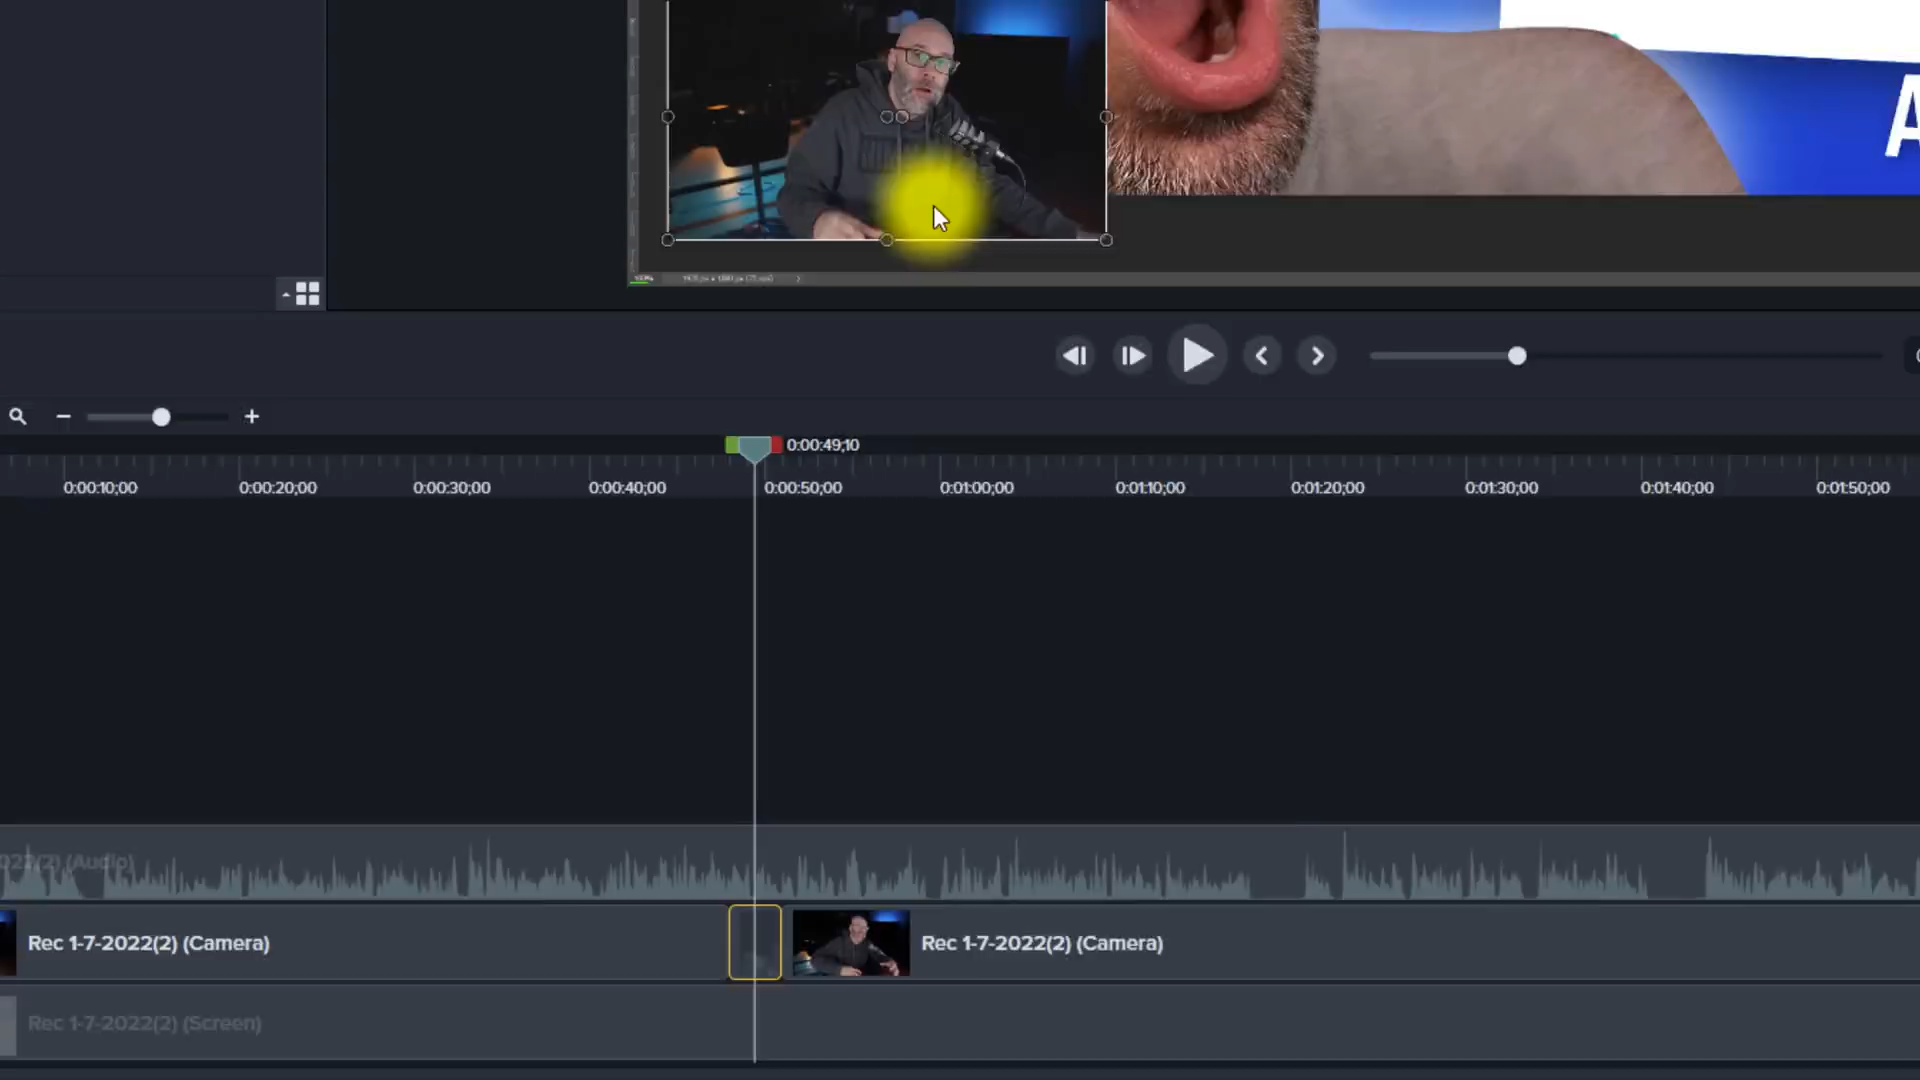 A
0:00:49;10
0:00:10;00 0:00:20;00 0:00:30;00 0:00:40;00 0:00:50;00 0:01:00;00 0:01:10;00 0:01:20;00 0:01:30;00 0:01:40;00 0:01:50;00
022(2) (Audio)
Rec 1-7-2022(2) (Camera) Rec 1-7-2022(2) (Camera)
Rec 1-7-2022(2) (Screen)